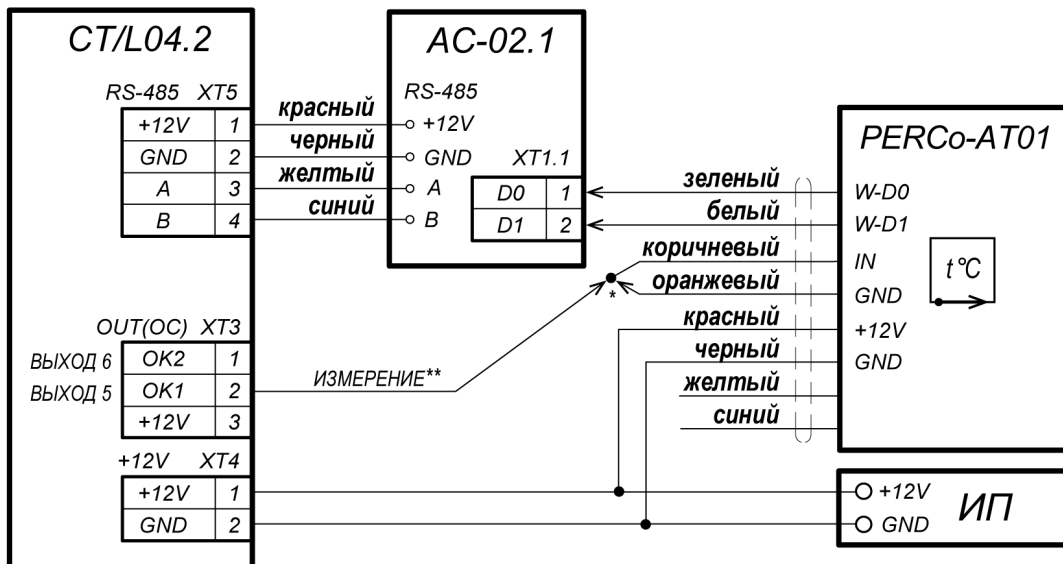 CT/L04.2
RS-485 XT5
+12V 1
GND 2
A 3
B 4
красный
черный
желтый
синий
AC-02.1
RS-485
+12V
GND
A
B
XT1.1
D0 1
D1 2
зеленый
белый
коричневый
оранжевый
*
красный
черный
желтый
синий
PERCo-AT01
W-D0
W-D1
IN
GND
+12V
GND
t°C
OUT(OC) XT3
ВЫХОД 6 OK2 1
ВЫХОД 5 OK1 2
+12V 3
ИЗМЕРЕНИЕ**
+12V XT4
+12V 1
GND 2
+12V
GND
ИП